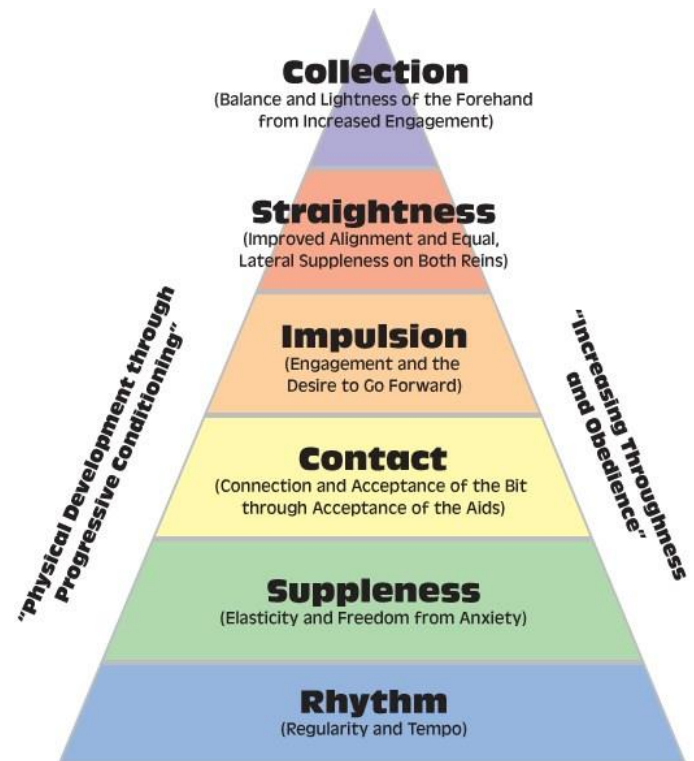 Collection
(Balance and Lightness of the Forehand
from Increased Engagement)
Straightness
(Improved Alignment and Equal,
Lateral Suppleness on Both Reins)
Impulsion
(Engagement and the
Desire to Go Forward)
Contact
(Connection and Acceptance of the Bit
through Acceptance of the Aids)
Suppleness
(Elasticity and Freedom from Anxiety)
Rhythm
(Regularity and Tempo)
"Physical Development through
Progressive Conditioning"
"Increasing Throughness
and Obedience"